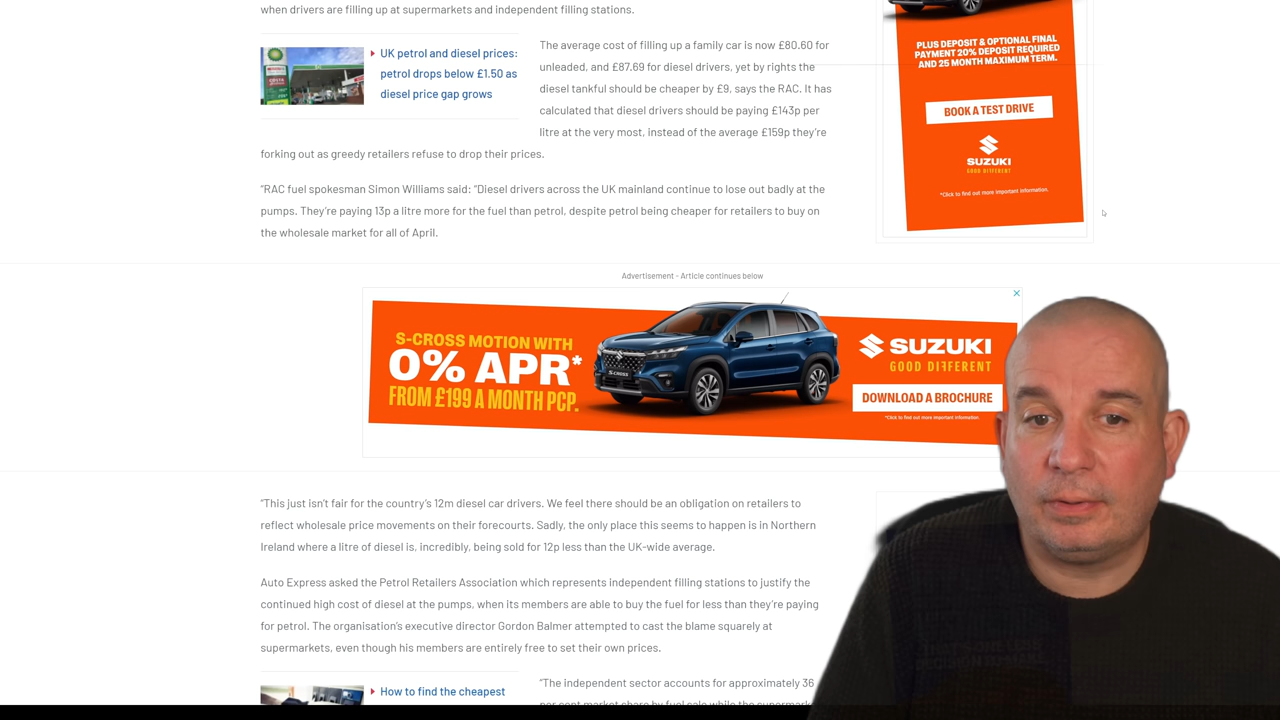 when drivers are filling up at supermarkets and independent filling stations.
UK petrol and diesel prices:
petrol drops below £1.50 as
diesel price gap grows
The average cost of filling up a family car is now £80.60 for
unleaded, and £87.69 for diesel drivers, yet by rights the
diesel tankful should be cheaper by £9, says the RAC. It has
calculated that diesel drivers should be paying £143p per
litre at the very most, instead of the average £159p they’re
forking out as greedy retailers refuse to drop their prices.
“RAC fuel spokesman Simon Williams said: “Diesel drivers across the UK mainland continue to lose out badly at the
pumps. They’re paying 13p a litre more for the fuel than petrol, despite petrol being cheaper for retailers to buy on
the wholesale market for all of April.
PLUS DEPOSIT & OPTIONAL FINAL
PAYMENT 20% DEPOSIT REQUIRED
AND 25 MONTH MAXIMUM TERM.
BOOK A TEST DRIVE
SUZUKI
GOOD DIFFERENT
*Click to find out more important information.
Advertisement - Article continues below
S-CROSS MOTION WITH
0% APR*
FROM £199 A MONTH PCP.
SUZUKI
GOOD DIFFERENT
DOWNLOAD A BROCHURE
*Click to find out more important information.
“This just isn’t fair for the country’s 12m diesel car drivers. We feel there should be an obligation on retailers to
reflect wholesale price movements on their forecourts. Sadly, the only place this seems to happen is in Northern
Ireland where a litre of diesel is, incredibly, being sold for 12p less than the UK-wide average.
Auto Express asked the Petrol Retailers Association which represents independent filling stations to justify the
continued high cost of diesel at the pumps, when its members are able to buy the fuel for less than they’re paying
for petrol. The organisation’s executive director Gordon Balmer attempted to cast the blame squarely at
supermarkets, even though his members are entirely free to set their own prices.
How to find the cheapest
“The independent sector accounts for approximately 36
per cent market share by fuel sale while the supermark